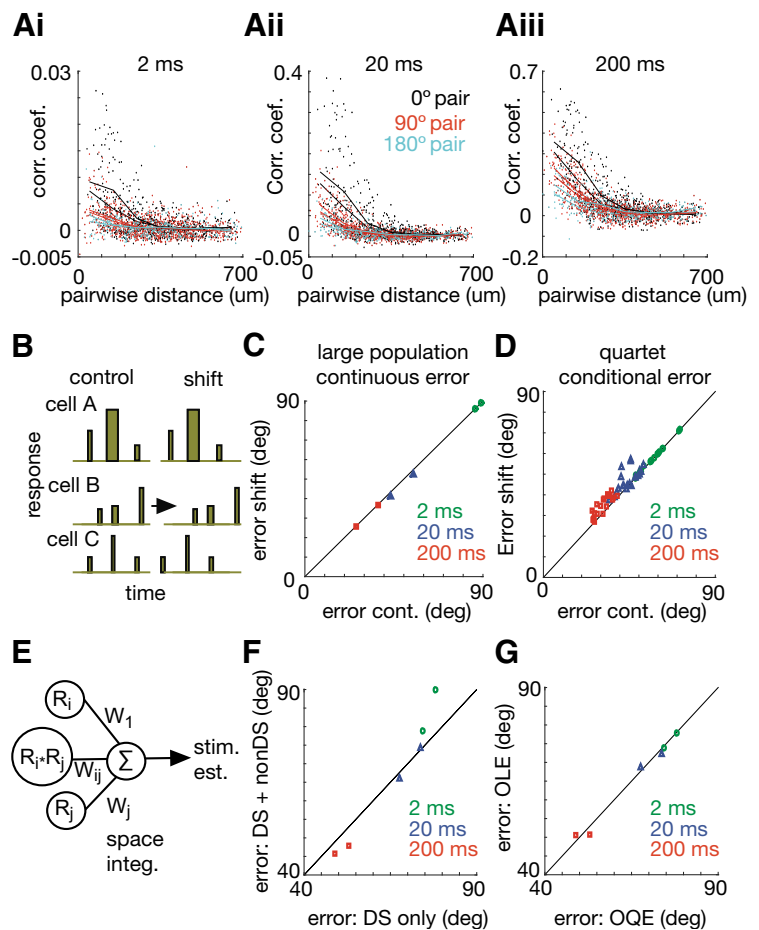 Ai
Aii
Aiii
2 ms
20 ms
200 ms
0.03
0
-0.005
corr. coef.
700
pairwise distance (um)
0.4
0
-0.05
Corr. coef.
0º pair
90º pair
180º pair
0
700
pairwise distance (um)
0.7
0
-0.2
Corr. coef.
0
700
pairwise distance (um)
0
B
control
shift
cell A
cell B
cell C
response
time
C
large population
continuous error
90
0
error shift (deg)
2 ms
20 ms
200 ms
0
90
error cont. (deg)
D
quartet
conditional error
90
0
Error shift (deg)
2 ms
20 ms
200 ms
0
90
error cont. (deg)
E
Ri
Ri*Rj
Rj
W1
Wij
Wj
Σ
stim.
est.
space
integ.
F
90
40
error: DS + nonDS (deg)
2 ms
20 ms
200 ms
40
90
error: DS only (deg)
G
90
40
error: OLE (deg)
2 ms
20 ms
200 ms
40
90
error: OQE (deg)